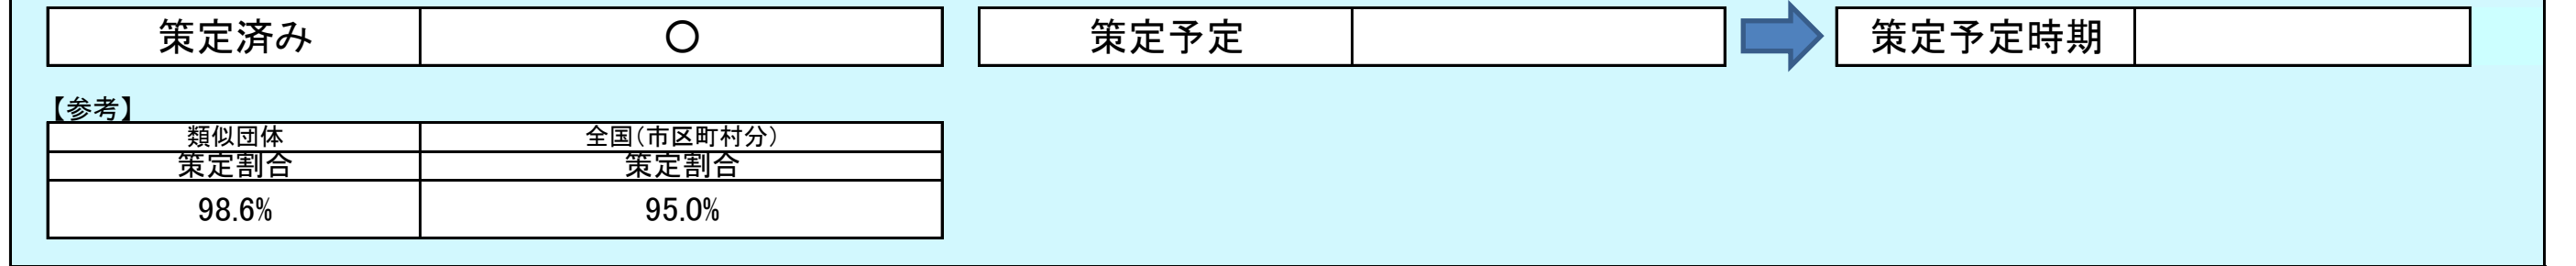 策定済み ○ 策定予定 策定予定時期
【参考】
類似団体 全国(市区町村分)
策定割合 策定割合
98.6% 95.0%